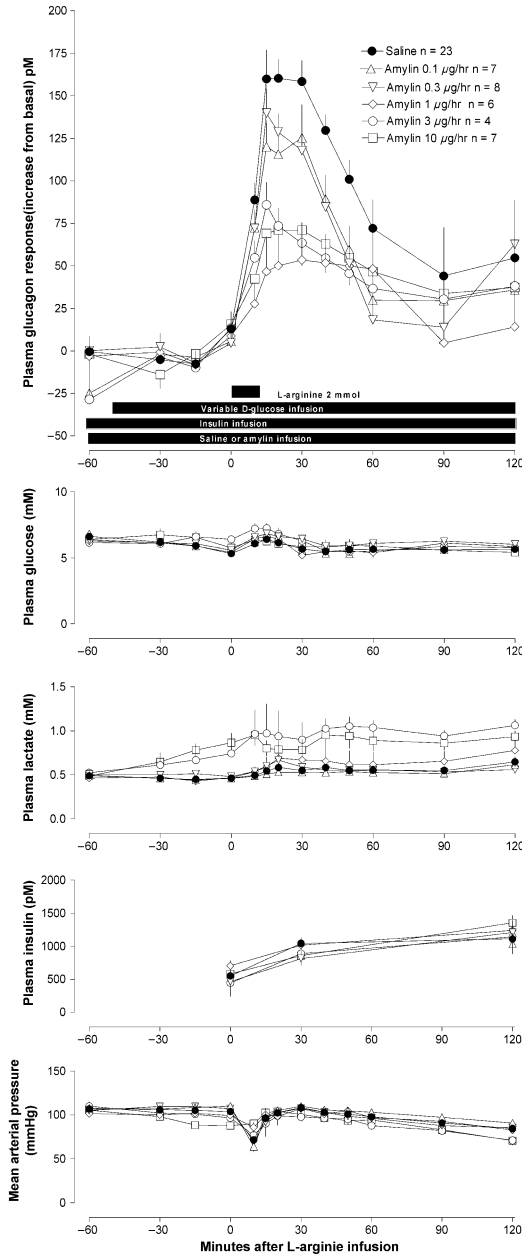 Plasma glucagon response(increase from basal) pM
200
175
150
125
100
75
50
25
0
−25
−50
Saline n = 23
Amylin 0.1 µg/hr n = 7
Amylin 0.3 µg/hr n = 8
Amylin 1 µg/hr n = 6
Amylin 3 µg/hr n = 4
Amylin 10 µg/hr n = 7
L-arginine 2 mmol
Variable D-glucose infusion
Insulin infusion
Saline or amylin infusion
−60 −30 0 30 60 90 120
Plasma glucose (mM)
10
5
0
−60 −30 0 30 60 90 120
Plasma lactate (mM)
1.5
1.0
0.5
0.0
−60 −30 0 30 60 90 120
Plasma insulin (pM)
2000
1500
1000
500
0
−60 −30 0 30 60 90 120
Mean arterial pressure
(mmHg)
150
100
50
0
−60 −30 0 30 60 90 120
Minutes after L-arginie infusion